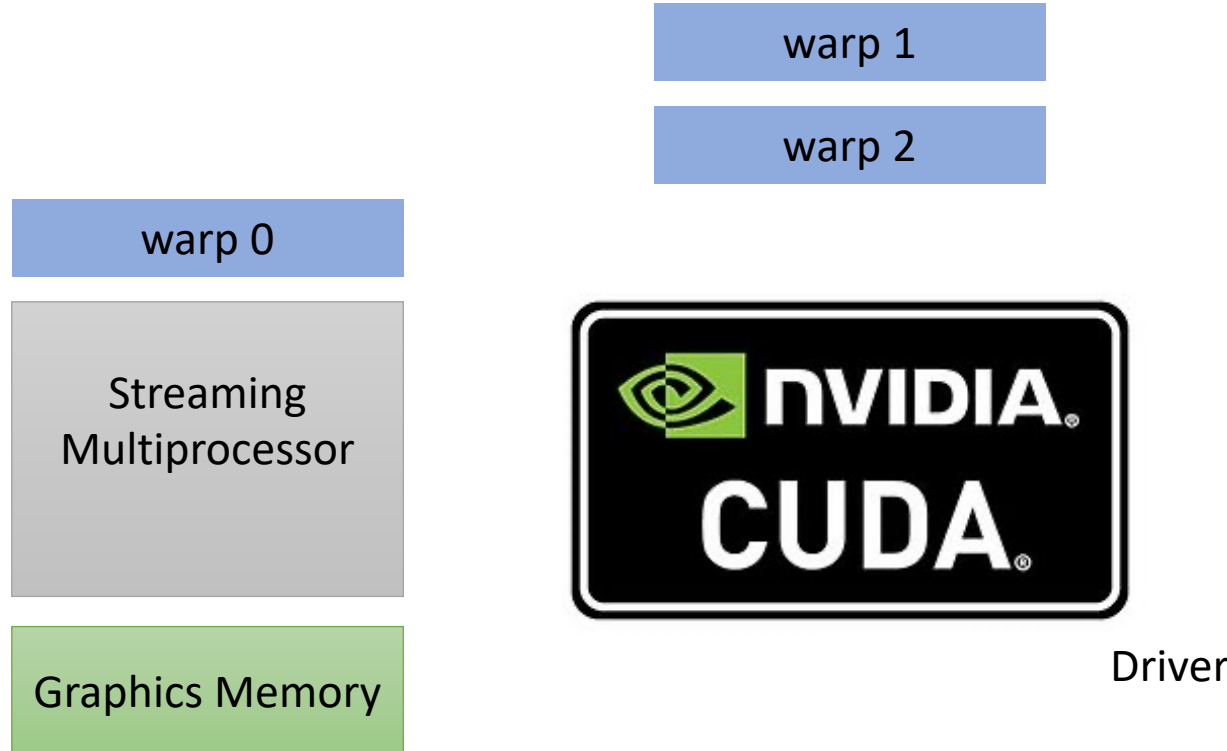 warp 1
warp 2
warp 0
Streaming
Multiprocessor
nVIDIA®
CUDA®
Driver
Graphics Memory